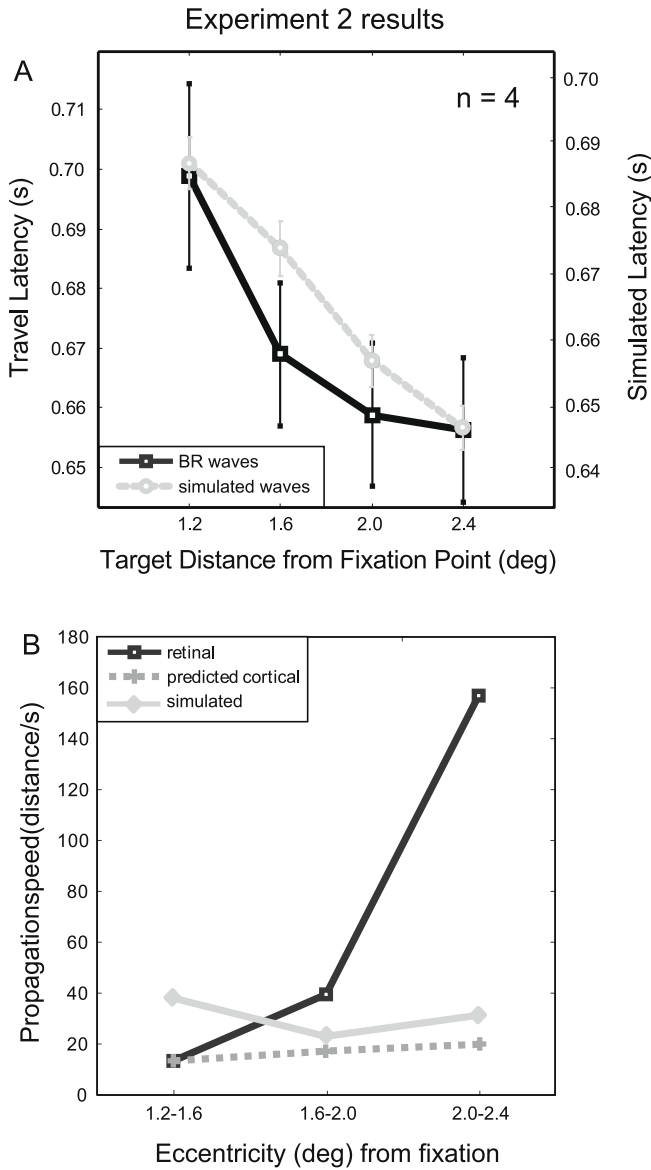 Experiment 2 results
A
n = 4
0.71
0.70
0.69
0.68
0.67
0.66
0.65
Travel Latency (s)
0.70
0.69
0.68
0.67
0.66
0.65
0.64
Simulated Latency (s)
BR waves
simulated waves
1.2
1.6
2.0
2.4
Target Distance from Fixation Point (deg)
B
180
160
140
120
100
80
60
40
20
0
Propagationspeed(distance/s)
retinal
predicted cortical
simulated
1.2-1.6
1.6-2.0
2.0-2.4
Eccentricity (deg) from fixation